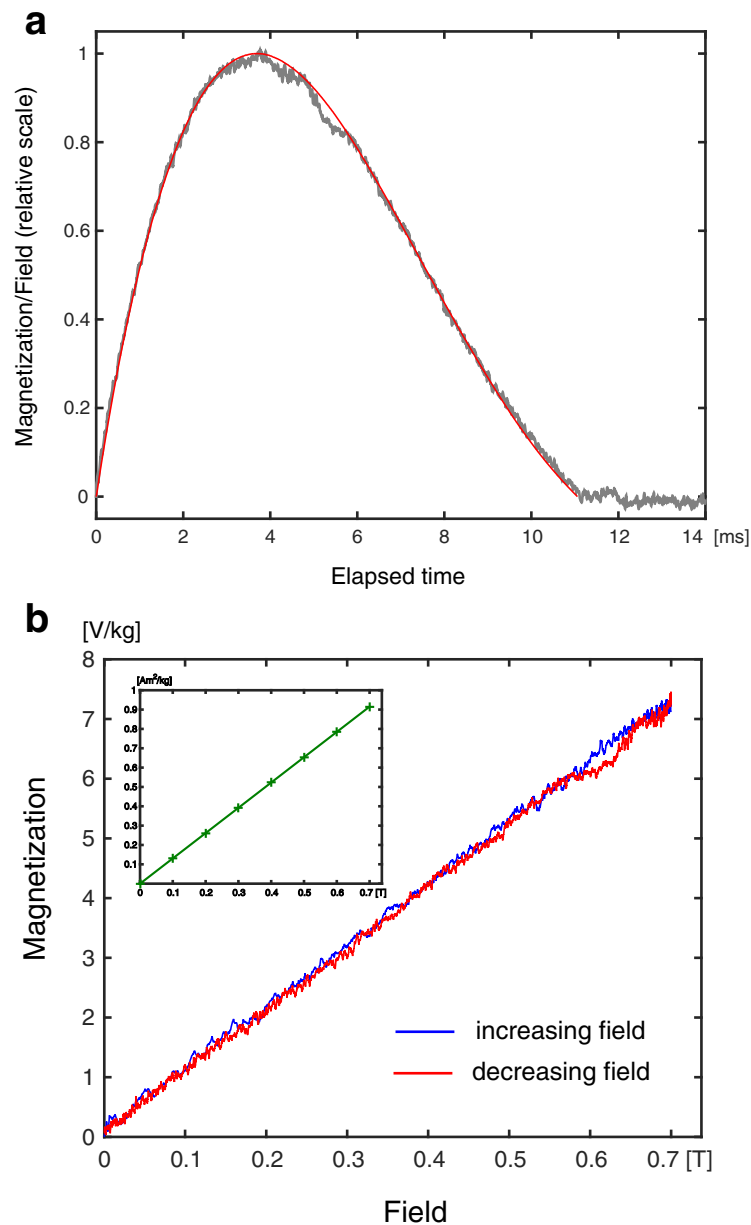 a
Magnetization/Field (relative scale)
1
0.8
0.6
0.4
0.2
0
0 2 4 6 8 10 12 14 [ms]
Elapsed time
b
[V/kg]
Magnetization
8
7
6
5
4
3
2
1
0
[Am²/kg]
1
0.9
0.8
0.7
0.6
0.5
0.4
0.3
0.2
0.1
0 0.1 0.2 0.3 0.4 0.5 0.6 0.7 [T]
increasing field
decreasing field
0 0.1 0.2 0.3 0.4 0.5 0.6 0.7 [T]
Field